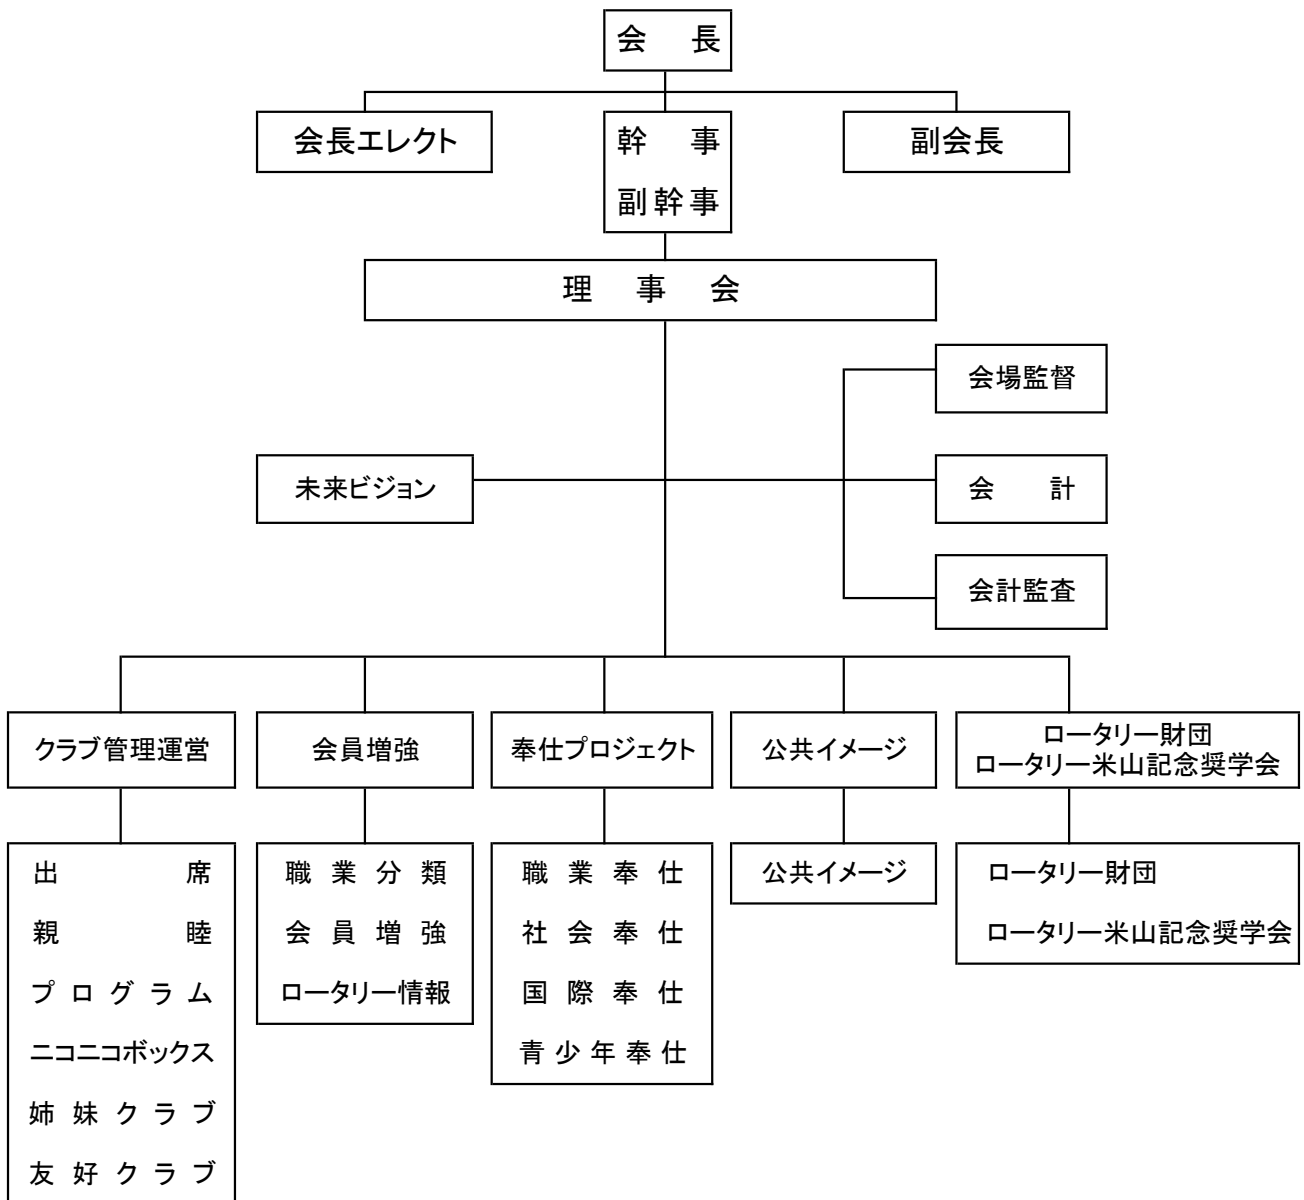 会長
会長エレクト
幹事
副幹事
副会長
理事会
会場監督
未来ビジョン
会計
会計監査
クラブ管理運営
会員増強
奉仕プロジェクト
公共イメージ
ロータリー財団
ロータリー米山記念奨学会
出席
親睦
プログラム
ニコニコボックス
姉妹クラブ
友好クラブ
職業分類
会員増強
ロータリー情報
職業奉仕
社会奉仕
国際奉仕
青少年奉仕
公共イメージ
ロータリー財団
ロータリー米山記念奨学会